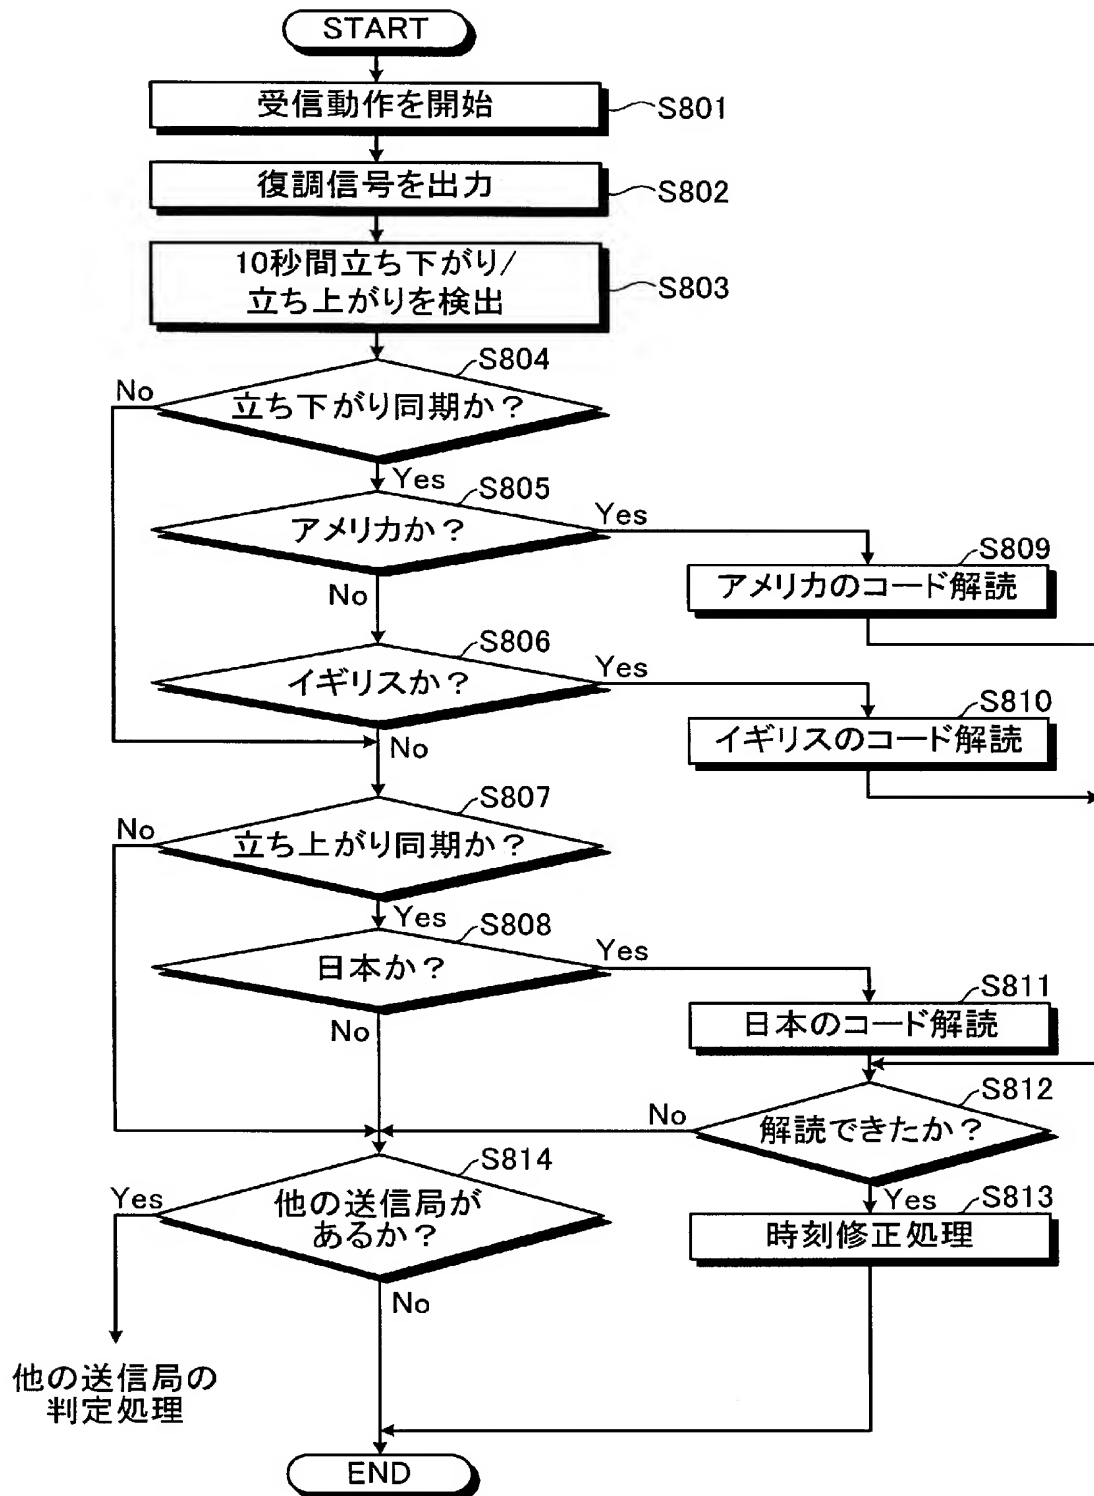 START
受信動作を開始
S801
復調信号を出力
S802
10秒間立ち下がり/
立ち上がりを検出
S803
S804
No
立ち下がり同期か？
Yes
S805
アメリカか？
Yes
No
S809
アメリカのコード解読
S806
イギリスか？
Yes
No
S810
イギリスのコード解読
S807
No
立ち上がり同期か？
Yes
S808
日本か？
Yes
No
S811
日本のコード解読
S812
No
解読できたか？
Yes
S814
Yes
他の送信局が
あるか？
No
S813
時刻修正処理
他の送信局の
判定処理
END